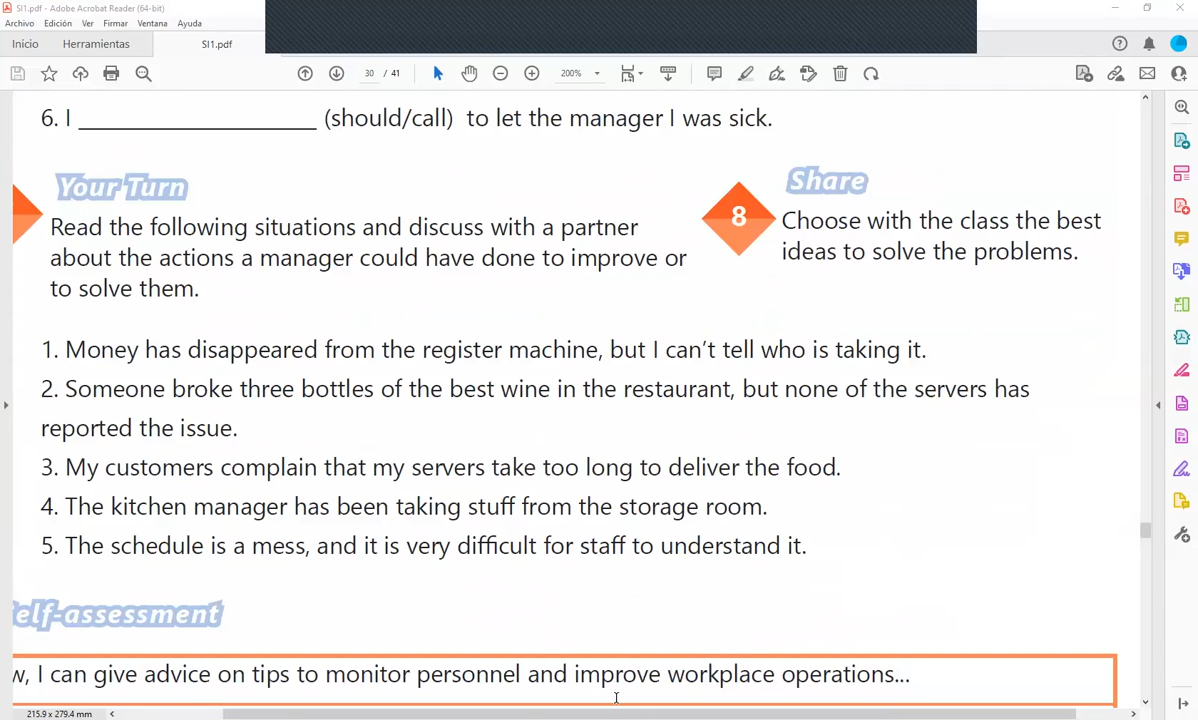 SI1.pdf - Adobe Acrobat Reader (64-bit)
Archivo Edición Ver Firmar Ventana Ayuda
Inicio Herramientas SI1.pdf
30 / 41 200%
6. I ____________________ (should/call) to let the manager I was sick.
Your Turn
Read the following situations and discuss with a partner
about the actions a manager could have done to improve or
to solve them.
Share
8
Choose with the class the best
ideas to solve the problems.
1. Money has disappeared from the register machine, but I can’t tell who is taking it.
2. Someone broke three bottles of the best wine in the restaurant, but none of the servers has
reported the issue.
3. My customers complain that my servers take too long to deliver the food.
4. The kitchen manager has been taking stuff from the storage room.
5. The schedule is a mess, and it is very difficult for staff to understand it.
elf-assessment
w, I can give advice on tips to monitor personnel and improve workplace operations...
215.9 x 279.4 mm